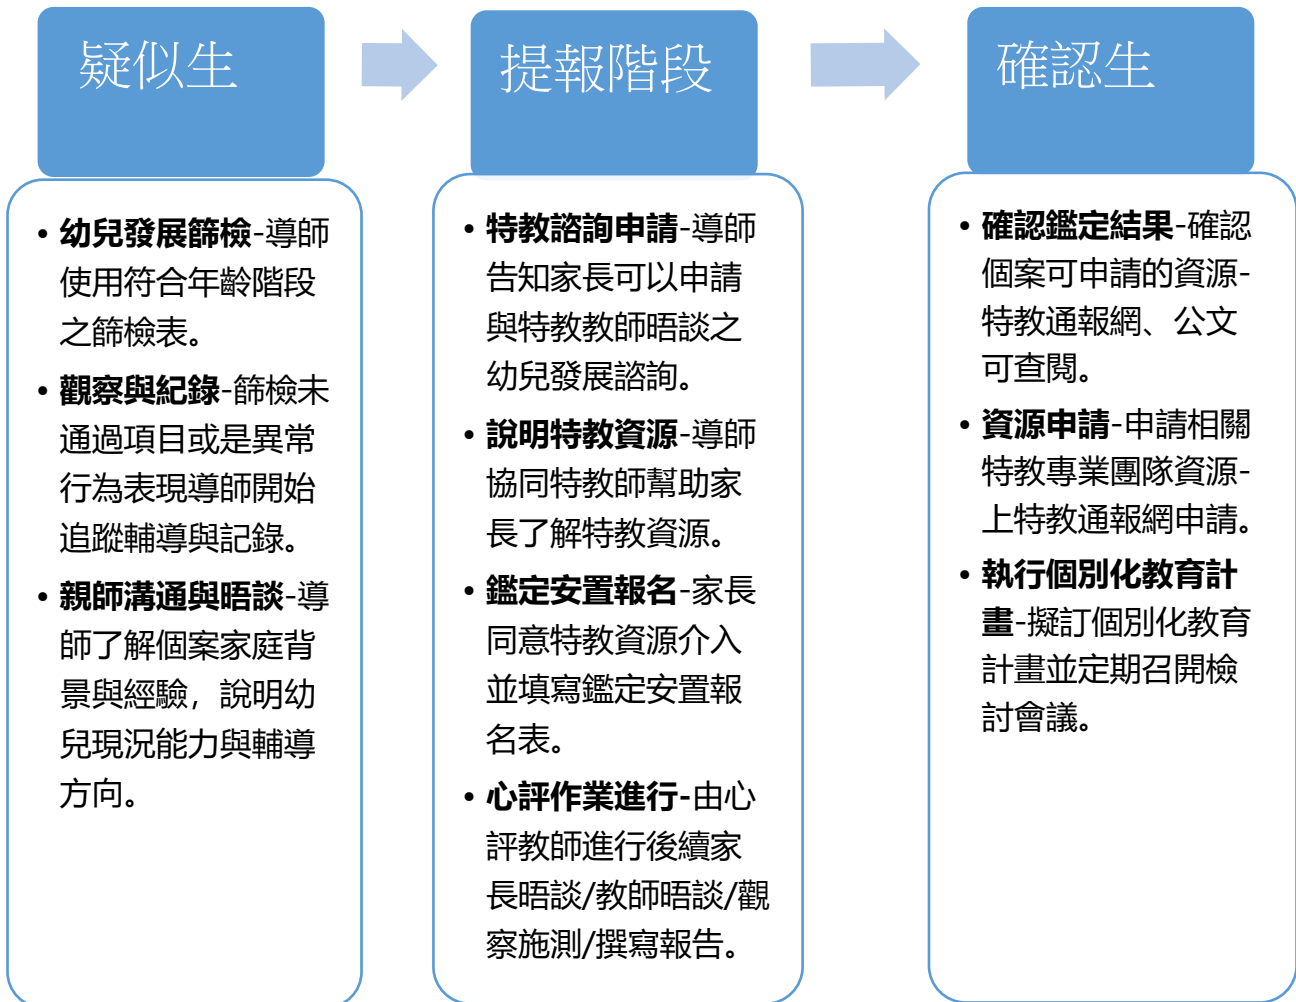 疑似生
• 幼兒發展篩檢-導師
使用符合年齡階段
之篩檢表。
• 觀察與紀錄-篩檢未
通過項目或是異常
行為表現導師開始
追蹤輔導與記錄。
• 親師溝通與晤談-導
師了解個案家庭背
景與經驗，說明幼
兒現況能力與輔導
方向。
提報階段
• 特教諮詢申請-導師
告知家長可以申請
與特教教師晤談之
幼兒發展諮詢。
• 說明特教資源-導師
協同特教師幫助家
長了解特教資源。
• 鑑定安置報名-家長
同意特教資源介入
並填寫鑑定安置報
名表。
• 心評作業進行-由心
評教師進行後續家
長晤談/教師晤談/觀
察施測/撰寫報告。
確認生
• 確認鑑定結果-確認
個案可申請的資源-
特教通報網、公文
可查閱。
• 資源申請-申請相關
特教專業團隊資源-
上特教通報網申請。
• 執行個別化教育計
畫-擬訂個別化教育
計畫並定期召開檢
討會議。